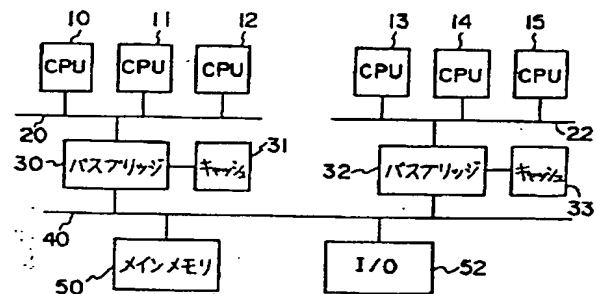 10 11 12 13 14 15
CPU CPU CPU CPU CPU CPU
20 22
30 バスブリッジ キャッシュ 31 32 バスブリッジ キャッシュ 33
40
50 メインメモリ I/O 52